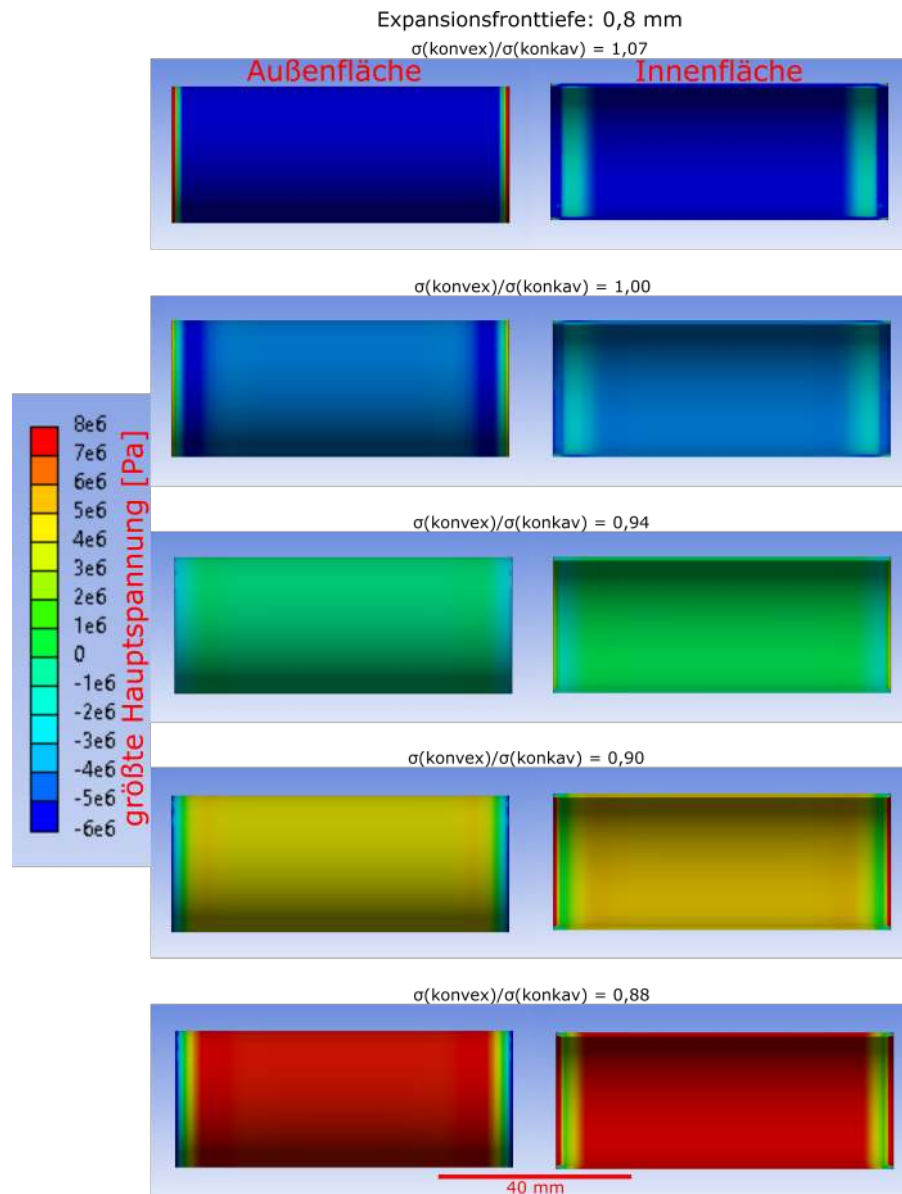 Expansionsfronttiefe: 0,8 mm
σ(konvex)/σ(konkav) = 1,07
Außenfläche
Innenfläche
σ(konvex)/σ(konkav) = 1,00
größte Hauptspannung [Pa]
8e6
7e6
6e6
5e6
4e6
3e6
2e6
1e6
0
-1e6
-2e6
-3e6
-4e6
-5e6
-6e6
σ(konvex)/σ(konkav) = 0,94
σ(konvex)/σ(konkav) = 0,90
σ(konvex)/σ(konkav) = 0,88
40 mm